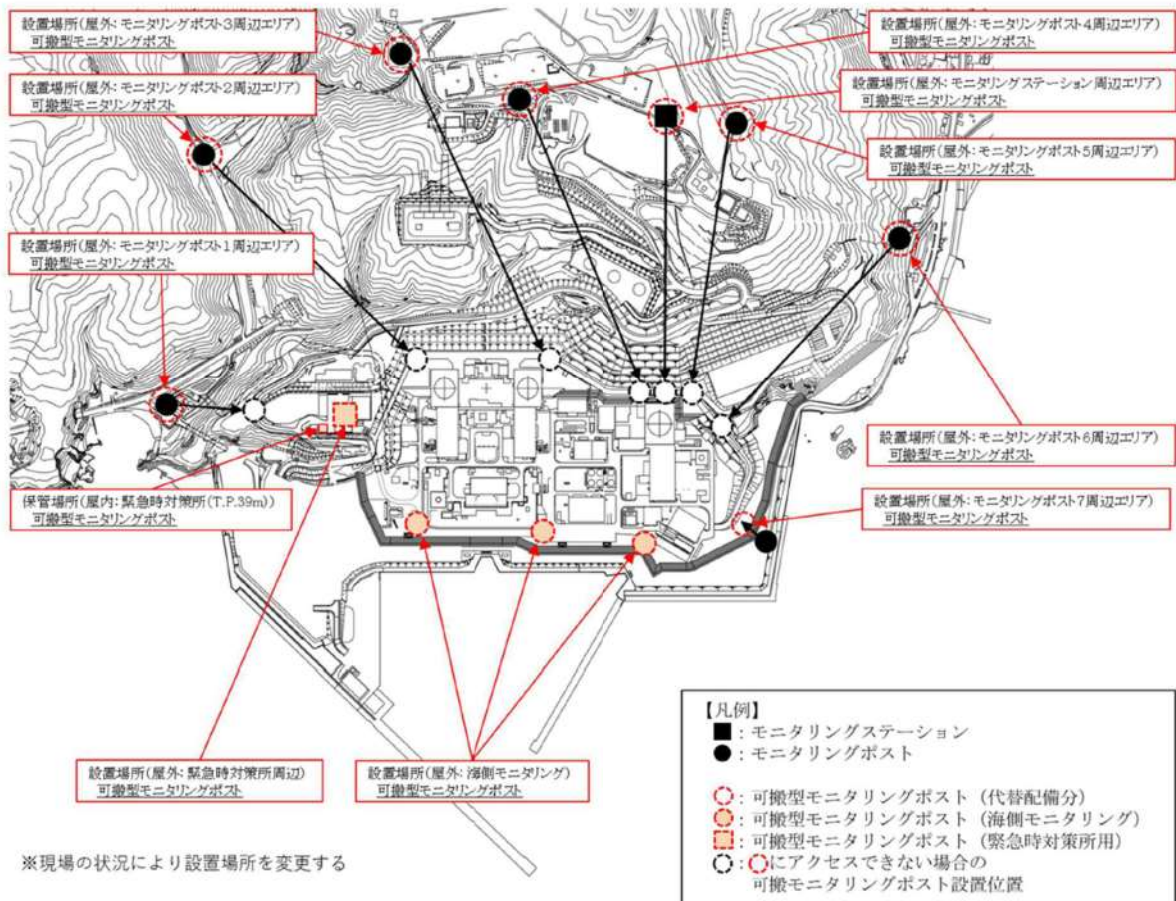 設置場所(屋外：モニタリングポスト3周辺エリア)
可搬型モニタリングポスト
設置場所(屋外：モニタリングポスト2周辺エリア)
可搬型モニタリングポスト
設置場所(屋外：モニタリングポスト4周辺エリア)
可搬型モニタリングポスト
設置場所(屋外：モニタリングステーション周辺エリア)
可搬型モニタリングポスト
設置場所(屋外：モニタリングポスト5周辺エリア)
可搬型モニタリングポスト
設置場所(屋外：モニタリングポスト1周辺エリア)
可搬型モニタリングポスト
設置場所(屋外：モニタリングポスト6周辺エリア)
可搬型モニタリングポスト
保管場所(屋内：緊急時対策所(T.P.39m))
可搬型モニタリングポスト
設置場所(屋外：モニタリングポスト7周辺エリア)
可搬型モニタリングポスト
設置場所(屋外：緊急時対策所周辺)
可搬型モニタリングポスト
設置場所(屋外：海側モニタリング)
可搬型モニタリングポスト
【凡例】
■：モニタリングステーション
●：モニタリングポスト
：可搬型モニタリングポスト（代替配備分）
：可搬型モニタリングポスト（海側モニタリング）
：可搬型モニタリングポスト（緊急時対策所用）
：○にアクセスできない場合の
可搬モニタリングポスト設置位置
※現場の状況により設置場所を変更する